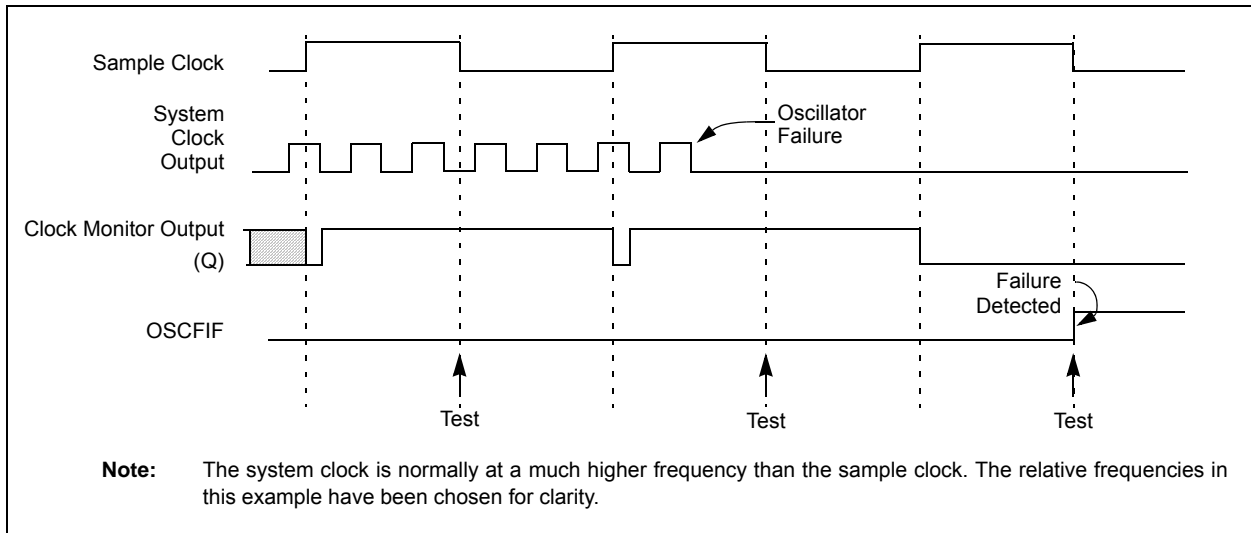 Sample Clock
System
Clock
Output
Oscillator
Failure
Clock Monitor Output
(Q)
Failure
Detected
OSCFIF
Test
Test
Test
Note: The system clock is normally at a much higher frequency than the sample clock. The relative frequencies in
this example have been chosen for clarity.